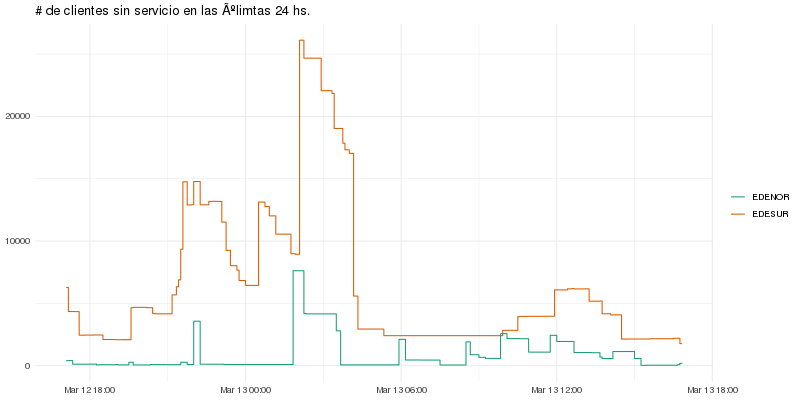 # de clientes sin servicio en las Ãºlimtas 24 hs.
20000
10000
0
Mar 12 18:00
Mar 13 00:00
Mar 13 06:00
Mar 13 12:00
Mar 13 18:00
EDENOR
EDESUR